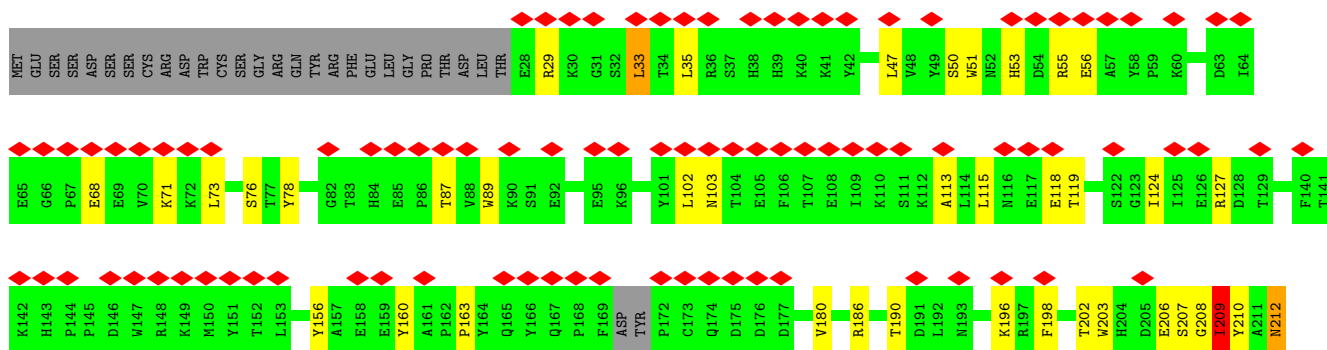 MET GLU SER SER ASP SER SER CYS ARG ASP TRP CYS SER GLY ARG GLN TYR ARG PHE GLU LEU GLY PRO THR ASP LEU THR E28 R29 K30 G31 S32 L33 T34 L35 R36 S37 H38 H39 K40 K41 Y42 L47 V48 Y49 S50 W51 N52 H53 D54 R55 E56 A57 Y58 P59 K60 D63 I64
E65 G66 P67 E68 E69 V70 K71 K72 L73 S76 T77 Y78 G82 T83 H84 E85 P86 T87 V88 W89 K90 S91 E92 E95 K96 Y101 L102 N103 T104 E105 F106 T107 E108 I109 K110 S111 K112 A113 L114 L115 N116 E117 E118 T119 S122 G123 I124 I125 E126 R127 D128 T129 F140 T141
K142 H143 P144 P145 D146 W147 R148 K149 M150 Y151 T152 L153 Y156 A157 E158 E159 Y160 A161 P162 P163 Y164 Q165 Y166 Q167 P168 F169 ASP TYR P172 C173 Q174 D175 D176 D177 V180 R186 T190 D191 L192 N193 K196 R197 F198 T202 W203 H204 D205 E206 S207 G208 I209 Y210 A211 N212